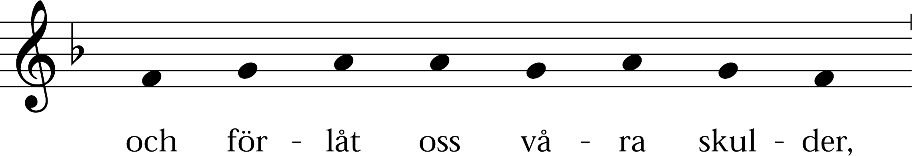 och för - låt oss vå - ra skul - der,